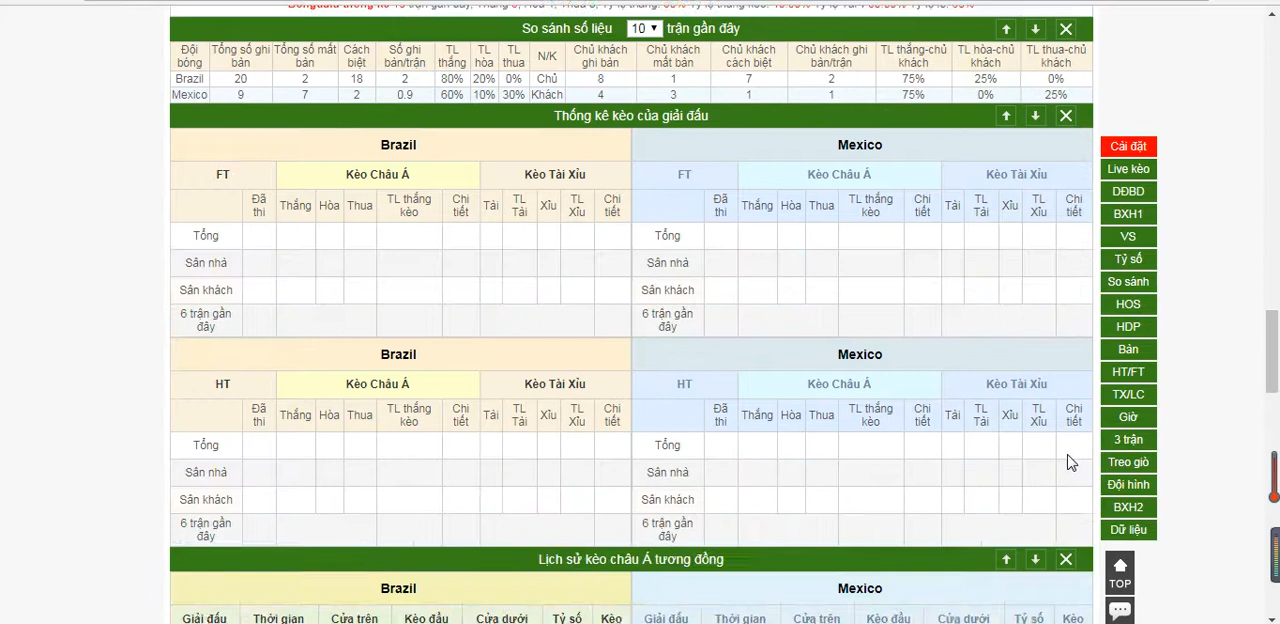 So sánh số liệu 10 trận gần đây
Đội bóng Tổng số ghi bàn Tổng số mất bàn Cách biệt Số ghi bàn/trận TL thắng TL hòa TL thua N/K Chủ khách ghi bàn Chủ khách mất bàn Chủ khách cách biệt Chủ khách ghi bàn/trận TL thắng-chủ khách TL hòa-chủ khách TL thua-chủ khách
Brazil 20 2 18 2 80% 20% 0% Chủ 8 1 7 2 75% 25% 0%
Mexico 9 7 2 0.9 60% 10% 30% Khách 4 3 1 1 75% 0% 25%
Thống kê kèo của giải đấu
Brazil Mexico
FT Kèo Châu Á Kèo Tài Xỉu FT Kèo Châu Á Kèo Tài Xỉu
Đã thi Thắng Hòa Thua TL thắng kèo Chi tiết Tài TL Tài Xỉu TL Xỉu Chi tiết Đã thi Thắng Hòa Thua TL thắng kèo Chi tiết Tài TL Tài Xỉu TL Xỉu Chi tiết
Tổng Tổng
Sân nhà Sân nhà
Sân khách Sân khách
6 trận gần đây 6 trận gần đây
Brazil Mexico
HT Kèo Châu Á Kèo Tài Xỉu HT Kèo Châu Á Kèo Tài Xỉu
Đã thi Thắng Hòa Thua TL thắng kèo Chi tiết Tài TL Tài Xỉu TL Xỉu Chi tiết Đã thi Thắng Hòa Thua TL thắng kèo Chi tiết Tài TL Tài Xỉu TL Xỉu Chi tiết
Tổng Tổng
Sân nhà Sân nhà
Sân khách Sân khách
6 trận gần đây 6 trận gần đây
Lịch sử kèo châu Á tương đồng
Brazil Mexico
Giải đấu Thời gian Cửa trên Kèo đầu Cửa dưới Tỷ số Kèo Giải đấu Thời gian Cửa trên Kèo đầu Cửa dưới Tỷ số Kèo
Cài đặt
Live kèo
DĐBD
BXH1
VS
Tỷ số
So sánh
HOS
HDP
Bàn
HT/FT
TX/LC
Giờ
3 trận
Treo giò
Đội hình
BXH2
Dữ liệu
TOP